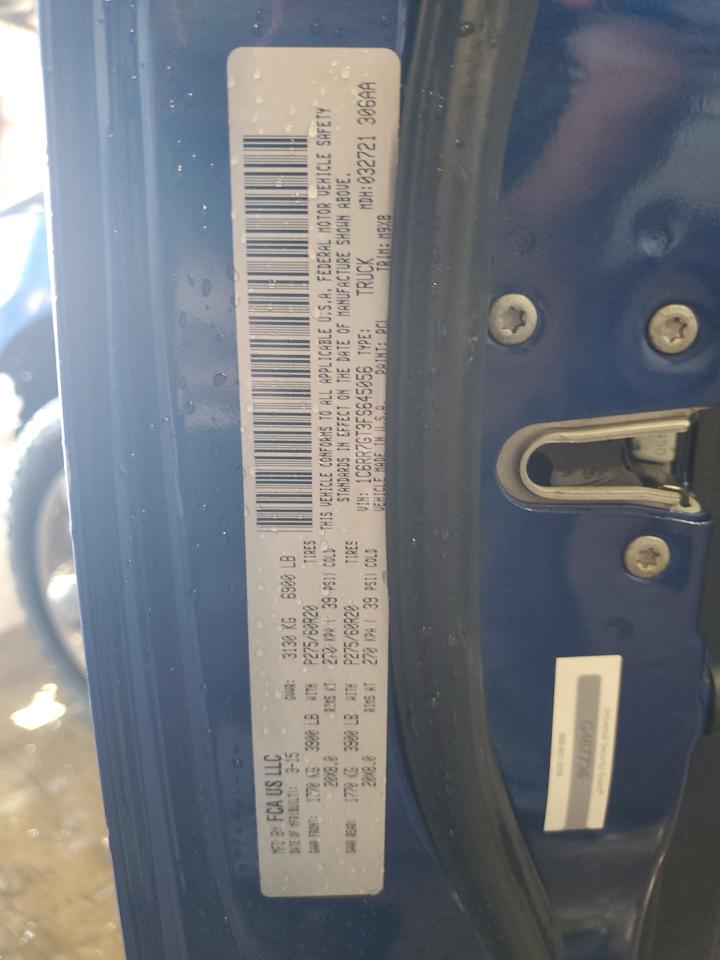 MFD BY: FCA US LLC
DATE OF MFR(BUILT): 3-15
GVWR: 3130 KG 6900 LB
GAWR FRONT: 1770 KG 3900 LB WITH P275/60R20 TIRES
20X8.0 RIMS AT 270 KPA ( 39 PSI) COLD
GAWR REAR: 1770 KG 3900 LB WITH P275/60R20 TIRES
20X8.0 RIMS AT 270 KPA ( 39 PSI) COLD
THIS VEHICLE CONFORMS TO ALL APPLICABLE U.S.A. FEDERAL MOTOR VEHICLE SAFETY
STANDARDS IN EFFECT ON THE DATE OF MANUFACTURE SHOWN ABOVE.
VIN: 1C6RR7GT3FS645056 TYPE: TRUCK MDH:032721 306AA
VEHICLE MADE IN U.S.A. PAINT: PCL TRIM: M9X8